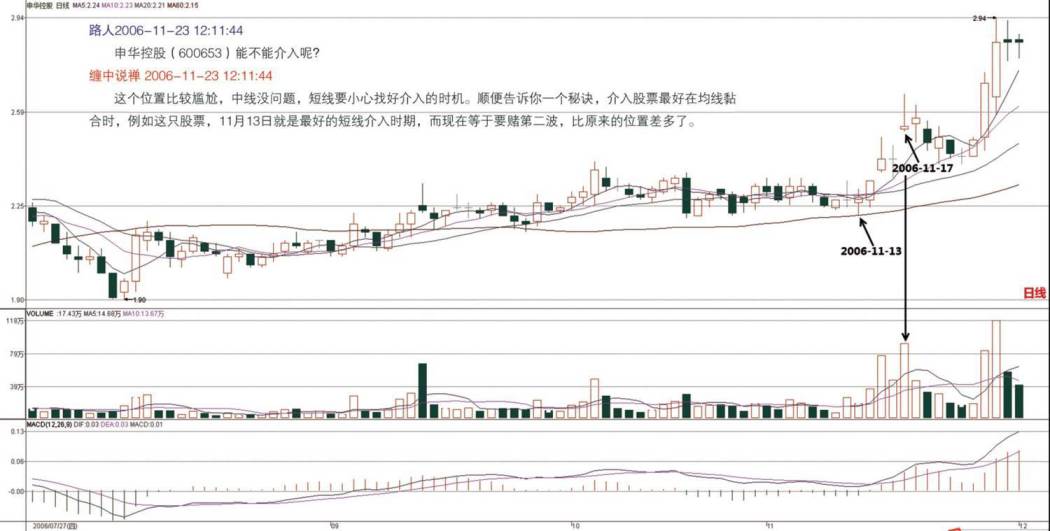 申华控股 日线 MA5:2.24 MA10:2.23 MA20:2.21 MA60:2.15
2.94
路人2006-11-23 12:11:44
申华控股（600653）能不能介入呢?
缠中说禅 2006-11-23 12:11:44
这个位置比较尴尬，中线没问题，短线要小心找好介入的时机。顺便告诉你一个秘诀，介入股票最好在均线黏
合时，例如这只股票，11月13日就是最好的短线介入时期，而现在等于要赌第二波，比原来的位置差多了。
2.94
2.59
2006-11-17
2.25
2006-11-13
日线
1.90
1.90
VOLUME :17.43万 MA5:14.68万 MA10:13.67万
118万
79万
39万
MACD(12,26,9) DIF:0.03 DEA:0.03 MACD:0.01
0.13
0.06
-0.00
2006/07/27(四)
09
10
11
12